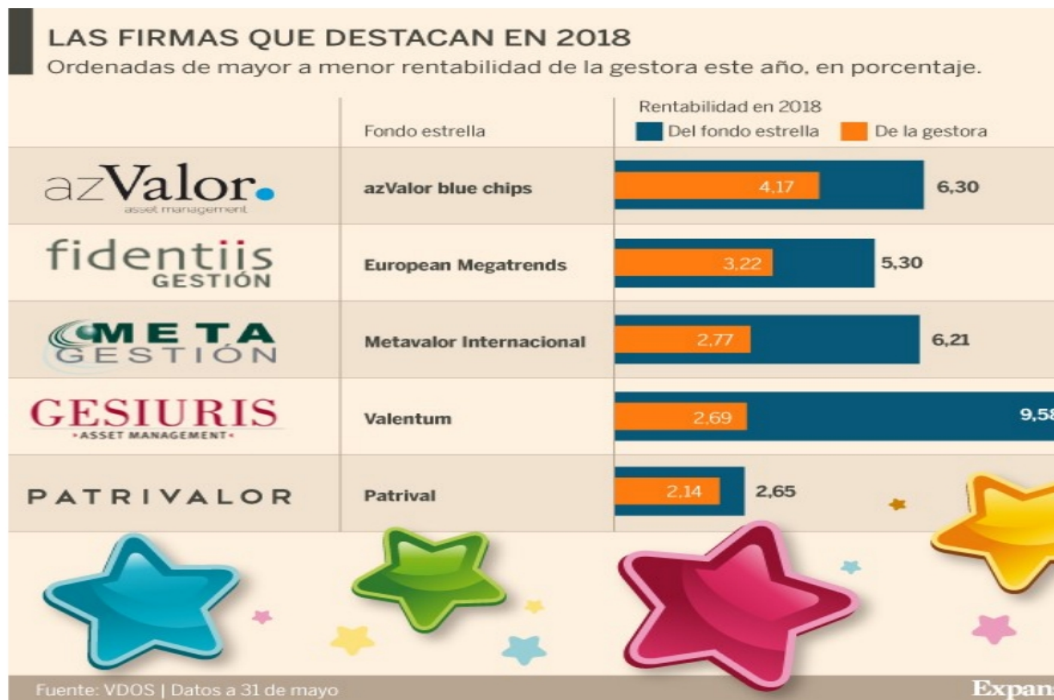 LAS FIRMAS QUE DESTACAN EN 2018
Ordenadas de mayor a menor rentabilidad de la gestora este año, en porcentaje.
Fondo estrella
Rentabilidad en 2018
Del fondo estrella De la gestora
azValor. asset management
azValor blue chips
4,17 6,30
fidentiis GESTIÓN
European Megatrends
3,22 5,30
META GESTIÓN
Metavalor Internacional
2,77 6,21
GESIURIS
•ASSET MANAGEMENT•
Valentum
2,69 9,58
PATRIVALOR
Patrival
2,14 2,65
Fuente: VDOS | Datos a 31 de mayo
Expan